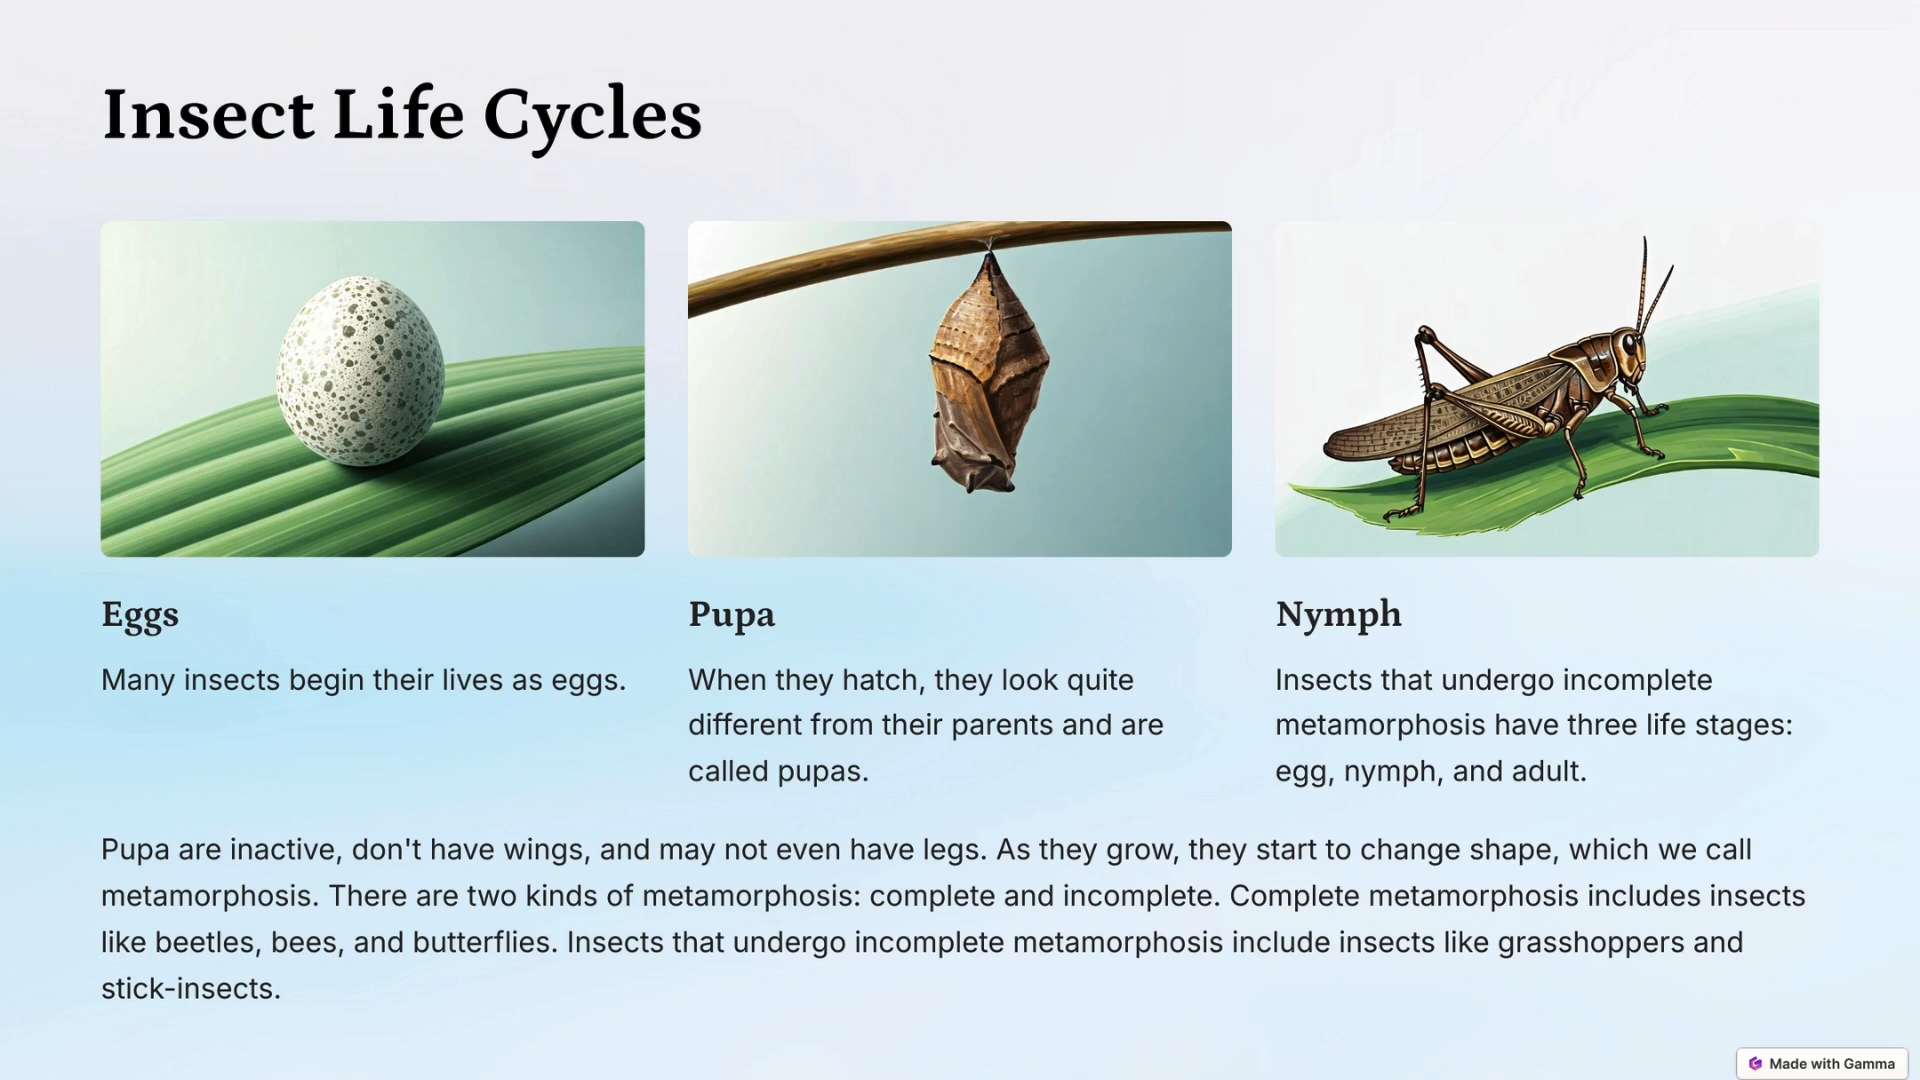 Insect Life Cycles
Eggs
Many insects begin their lives as eggs.
Pupa
When they hatch, they look quite
different from their parents and are
called pupas.
Nymph
Insects that undergo incomplete
metamorphosis have three life stages:
egg, nymph, and adult.
Pupa are inactive, don't have wings, and may not even have legs. As they grow, they start to change shape, which we call
metamorphosis. There are two kinds of metamorphosis: complete and incomplete. Complete metamorphosis includes insects
like beetles, bees, and butterflies. Insects that undergo incomplete metamorphosis include insects like grasshoppers and
stick-insects.
Made with Gamma